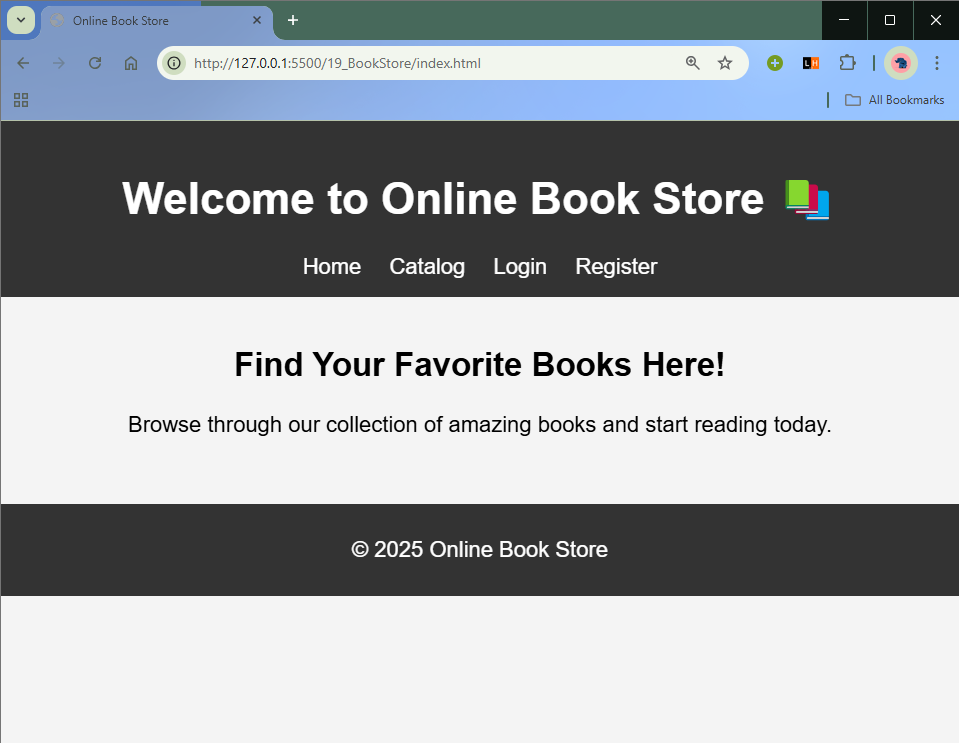 Online Book Store
http://127.0.0.1:5500/19_BookStore/index.html
LH
All Bookmarks
Welcome to Online Book Store 📚
Home Catalog Login Register
Find Your Favorite Books Here!
Browse through our collection of amazing books and start reading today.
© 2025 Online Book Store